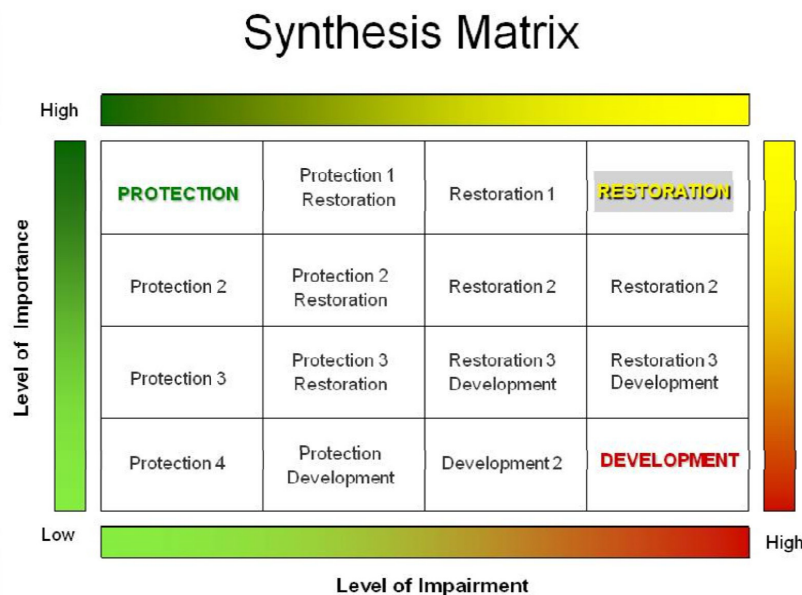 Synthesis Matrix
High
PROTECTION
Protection 1
Restoration
Restoration 1
RESTORATION
Protection 2
Protection 2
Restoration
Restoration 2
Restoration 2
Protection 3
Protection 3
Restoration
Restoration 3
Development
Restoration 3
Development
Protection 4
Protection
Development
Development 2
DEVELOPMENT
Level of Importance
Low
High
Level of Impairment